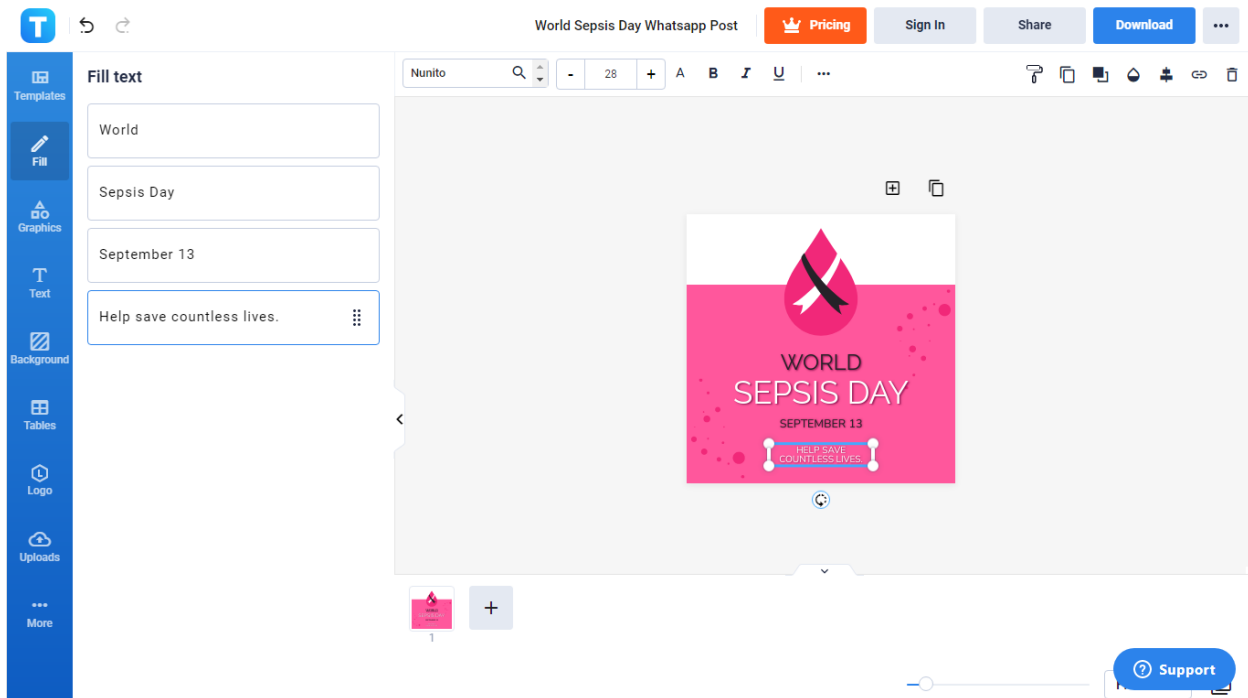 T
World Sepsis Day Whatsapp Post
Pricing
Sign In
Share
Download
Templates
Fill
Graphics
Text
Background
Tables
Logo
Uploads
More
Fill text
World
Sepsis Day
September 13
Help save countless lives.
Nunito
- 28 +
A B I U
WORLD
SEPSIS DAY
SEPTEMBER 13
HELP SAVE
COUNTLESS LIVES.
+
1
Support